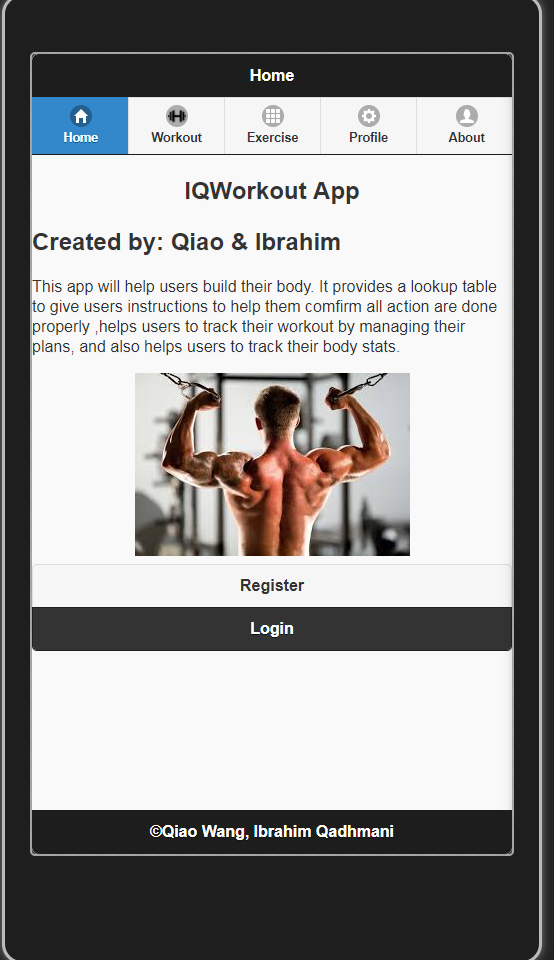 Home
Home Workout Exercise Profile About
IQWorkout App
Created by: Qiao & Ibrahim
This app will help users build their body. It provides a lookup table
to give users instructions to help them comfirm all action are done
properly ,helps users to track their workout by managing their
plans, and also helps users to track their body stats.
Register
Login
©Qiao Wang, Ibrahim Qadhmani